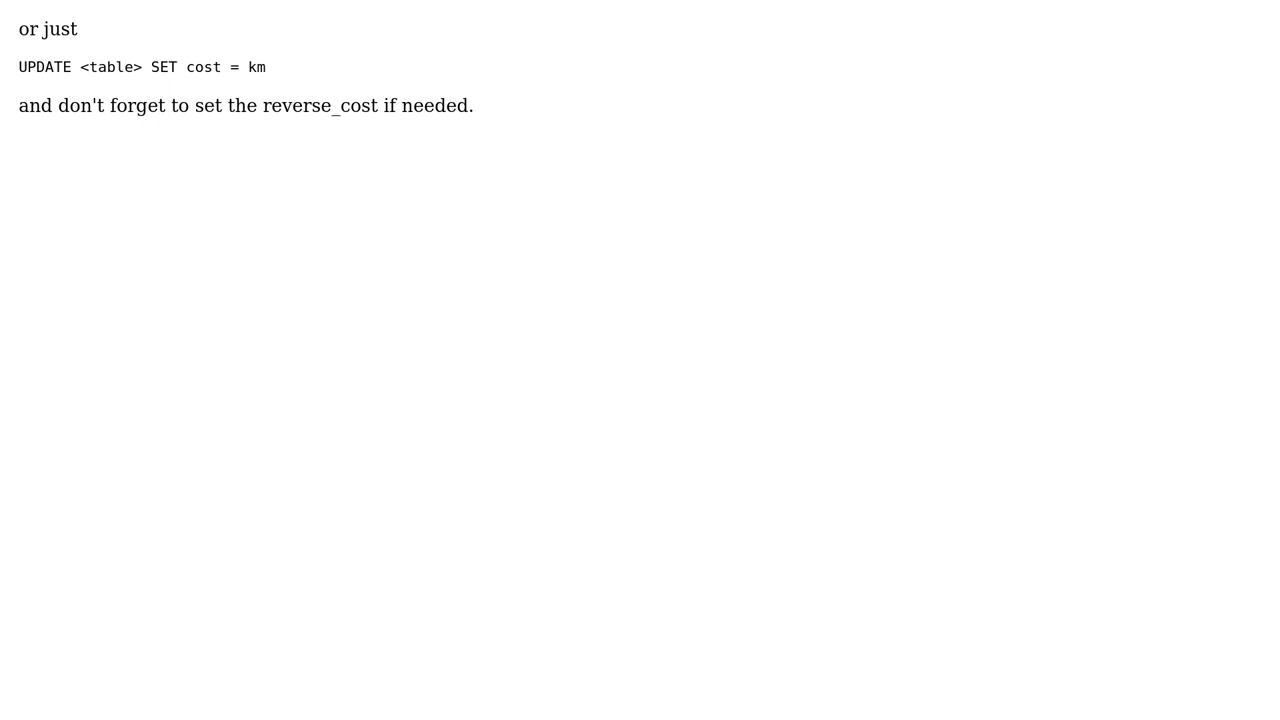 or just
UPDATE <table> SET cost = km
and don't forget to set the reverse_cost if needed.